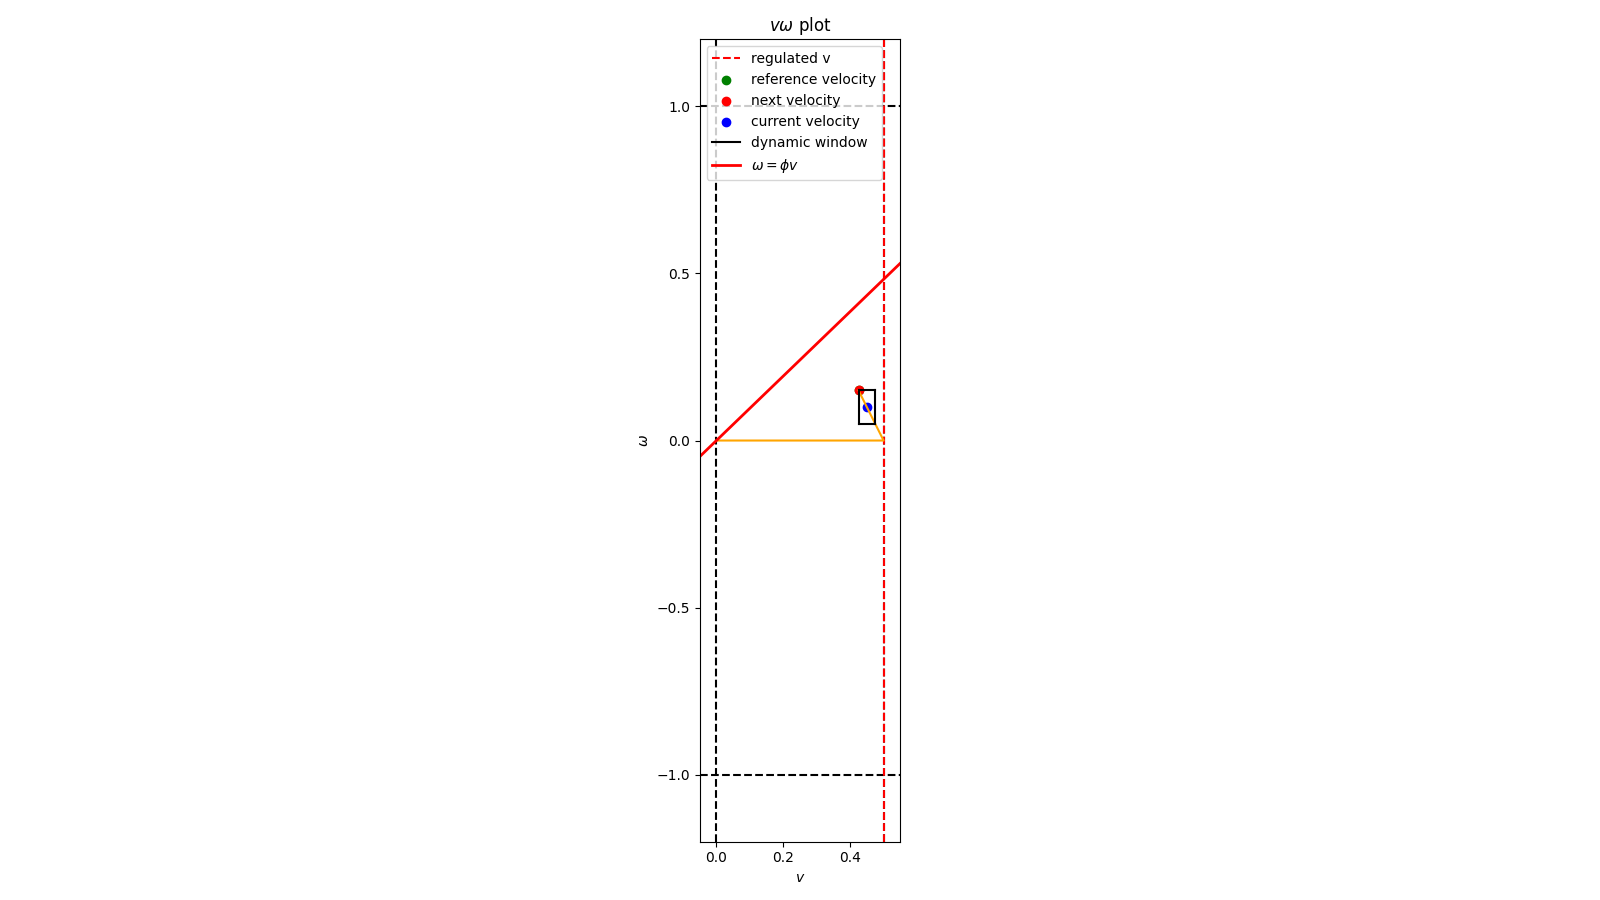 vω plot
regulated v
reference velocity
next velocity
current velocity
dynamic window
ω = ϕv
1.0
0.5
0.0
−0.5
−1.0
ω
0.0 0.2 0.4
v